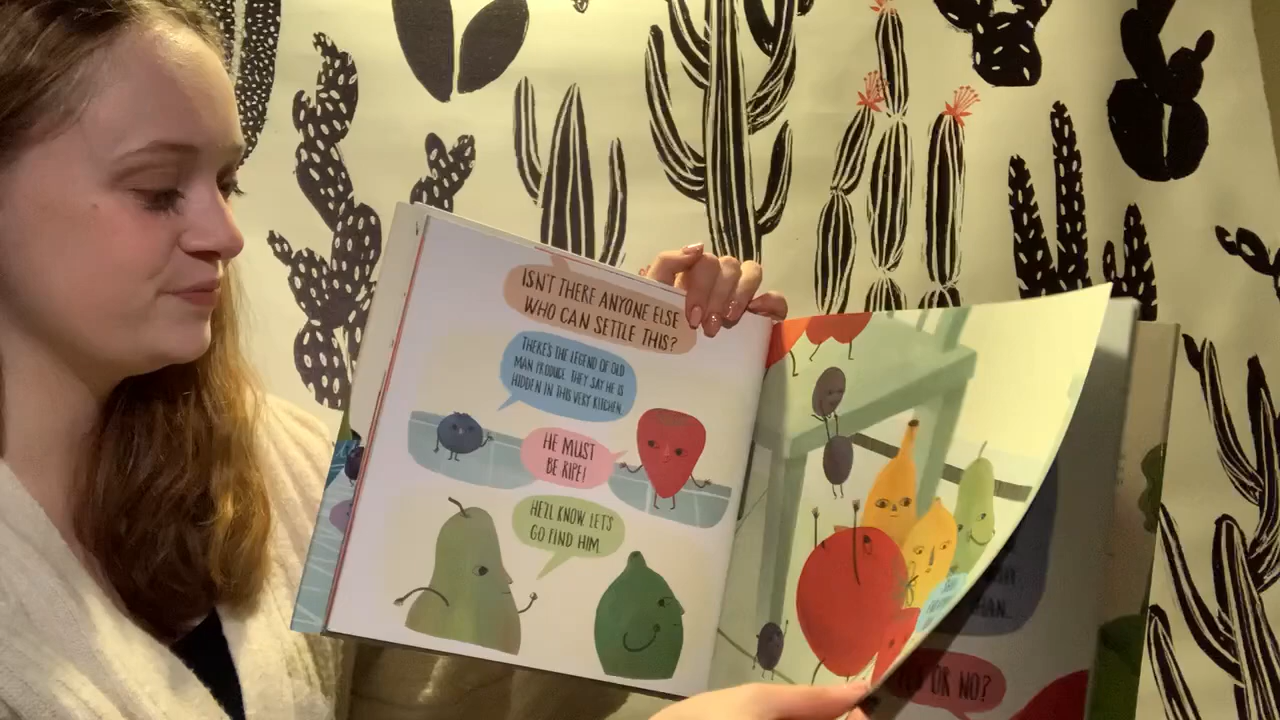 ISN'T THERE ANYONE ELSE
WHO CAN SETTLE THIS?
THERE'S THE LEGEND OF OLD
MAN PRODUCE. THEY SAY HE IS
HIDDEN IN THIS VERY KITCHEN.
HE MUST
BE RIPE!
HE'LL KNOW. LET'S
GO FIND HIM.
OR NO?